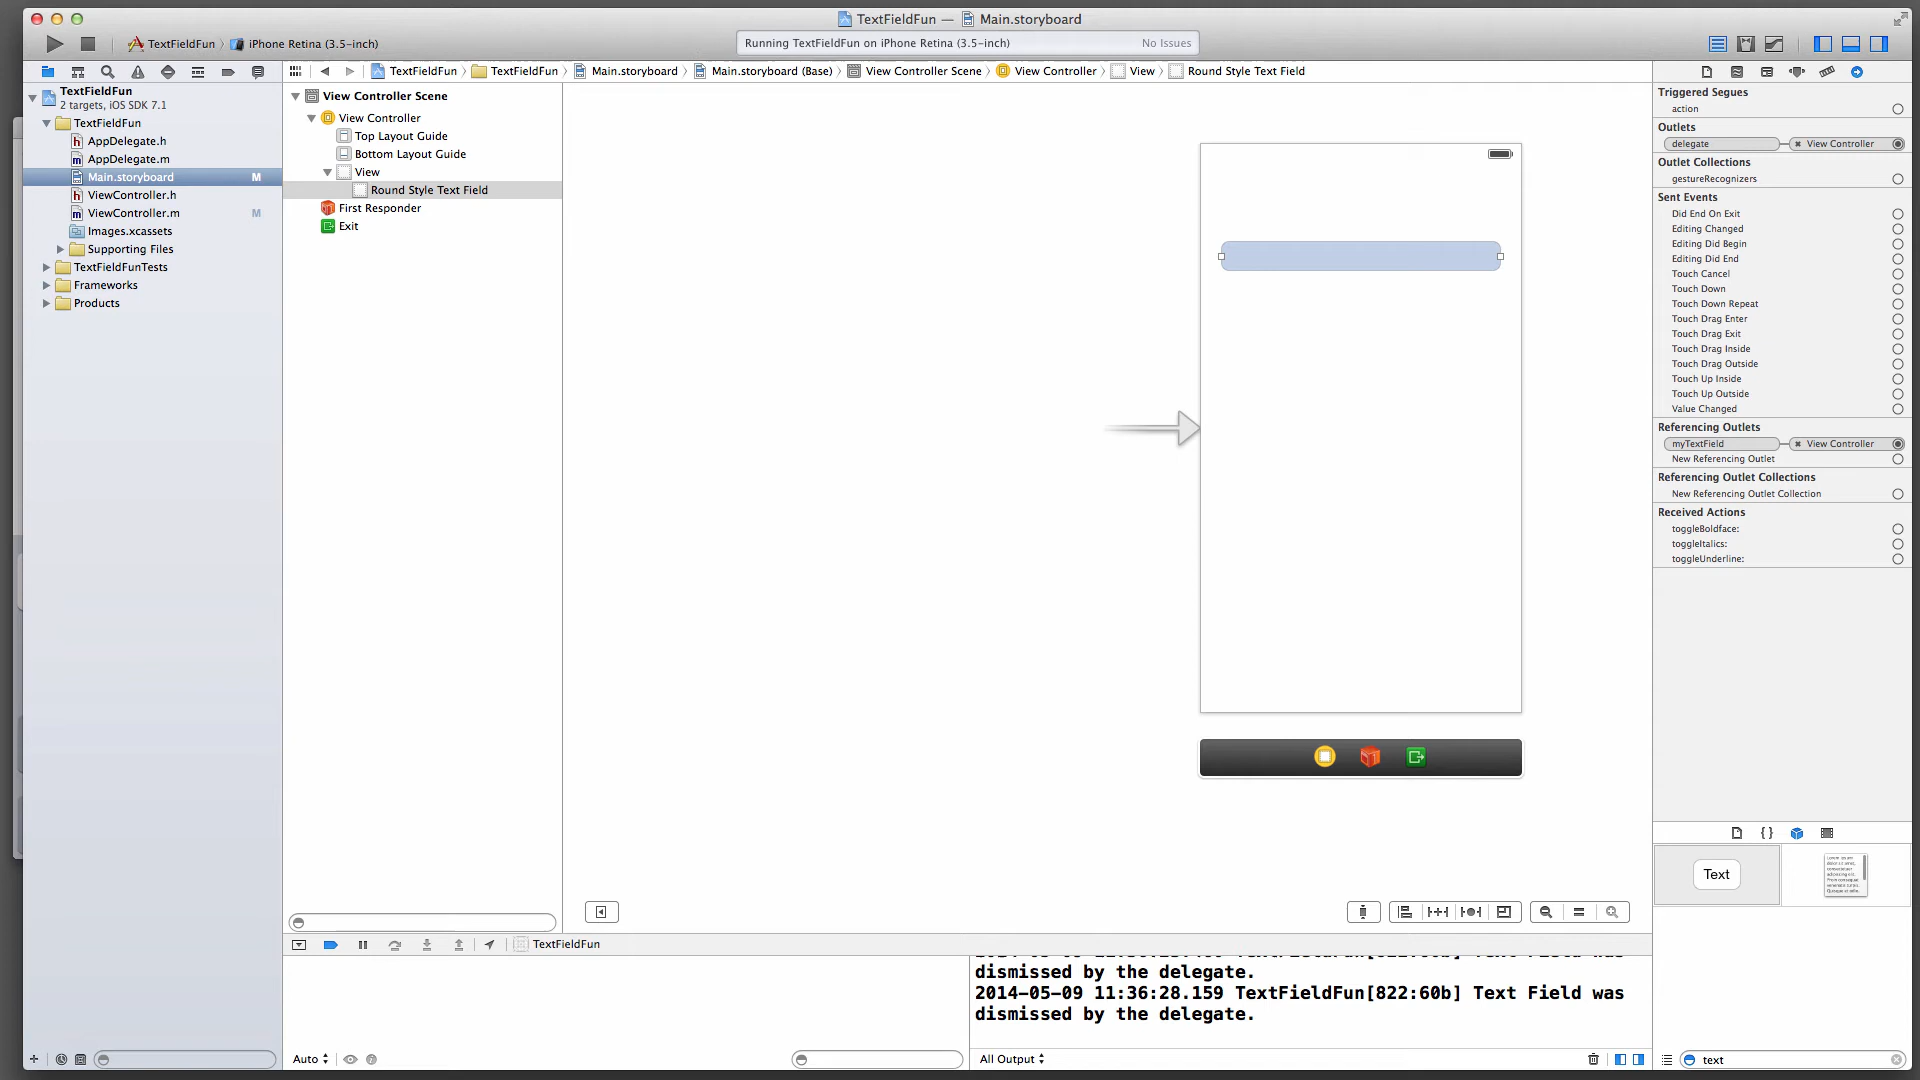 TextFieldFun — Main.storyboard
TextFieldFun iPhone Retina (3.5-inch)
Running TextFieldFun on iPhone Retina (3.5-inch) No Issues
TextFieldFun TextFieldFun Main.storyboard Main.storyboard (Base) View Controller Scene View Controller View Round Style Text Field
TextFieldFun
2 targets, iOS SDK 7.1
TextFieldFun
AppDelegate.h
AppDelegate.m
Main.storyboard M
ViewController.h
ViewController.m M
Images.xcassets
Supporting Files
TextFieldFunTests
Frameworks
Products
View Controller Scene
View Controller
Top Layout Guide
Bottom Layout Guide
View
Round Style Text Field
First Responder
Exit
Triggered Segues
action
Outlets
delegate View Controller
Outlet Collections
gestureRecognizers
Sent Events
Did End On Exit
Editing Changed
Editing Did Begin
Editing Did End
Touch Cancel
Touch Down
Touch Down Repeat
Touch Drag Enter
Touch Drag Exit
Touch Drag Inside
Touch Drag Outside
Touch Up Inside
Touch Up Outside
Value Changed
Referencing Outlets
myTextField View Controller
New Referencing Outlet
Referencing Outlet Collections
New Referencing Outlet Collection
Received Actions
toggleBoldface:
toggleItalics:
toggleUnderline:
Text
TextFieldFun
dismissed by the delegate.
2014-05-09 11:36:28.159 TextFieldFun[822:60b] Text Field was
dismissed by the delegate.
Auto
All Output
text